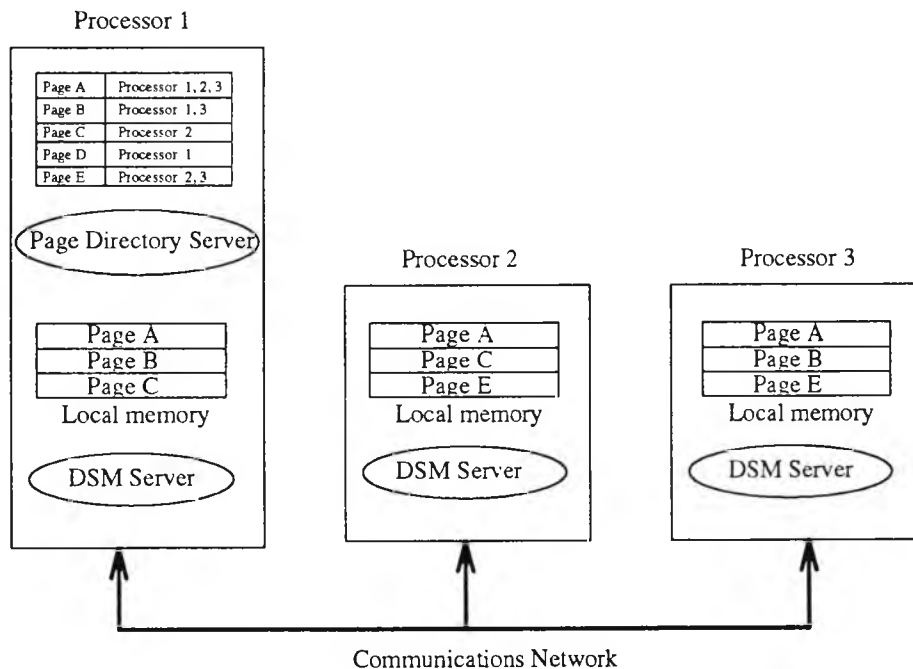 Processor 1
Page A Processor 1, 2, 3
Page B Processor 1,3
Page C Processor 2
Page D Processor 1
Page E Processor 2,3
Page Directory Server
Page A
Page B
Page C
Local memory
DSM Server
Processor 2
Page A
Page C
Page E
Local memory
DSM Server
Processor 3
Page A
Page B
Page E
Local memory
DSM Server
Communications Network